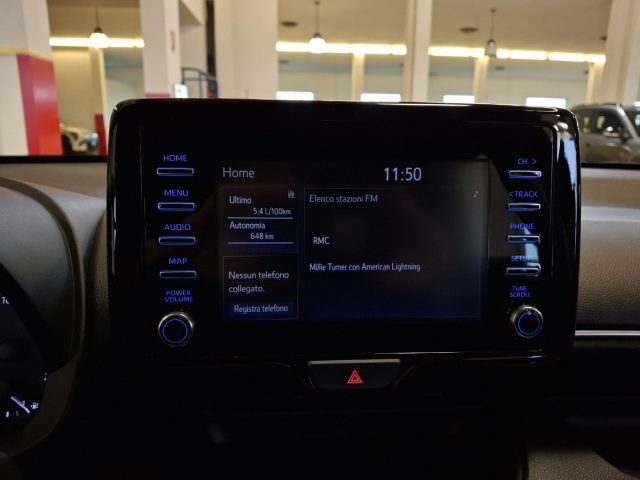 HOME
MENU
AUDIO
MAP
POWER
VOLUME
Home
11:50
Ultimo
5.4 L/100km
Autonomia
648 km
Nessun telefono
collegato.
Registra telefono
Elenco stazioni FM
RMC
Millie Turner con American Lightning
CH >
< TRACK
PHONE
SETUP
TUNE
SCROLL